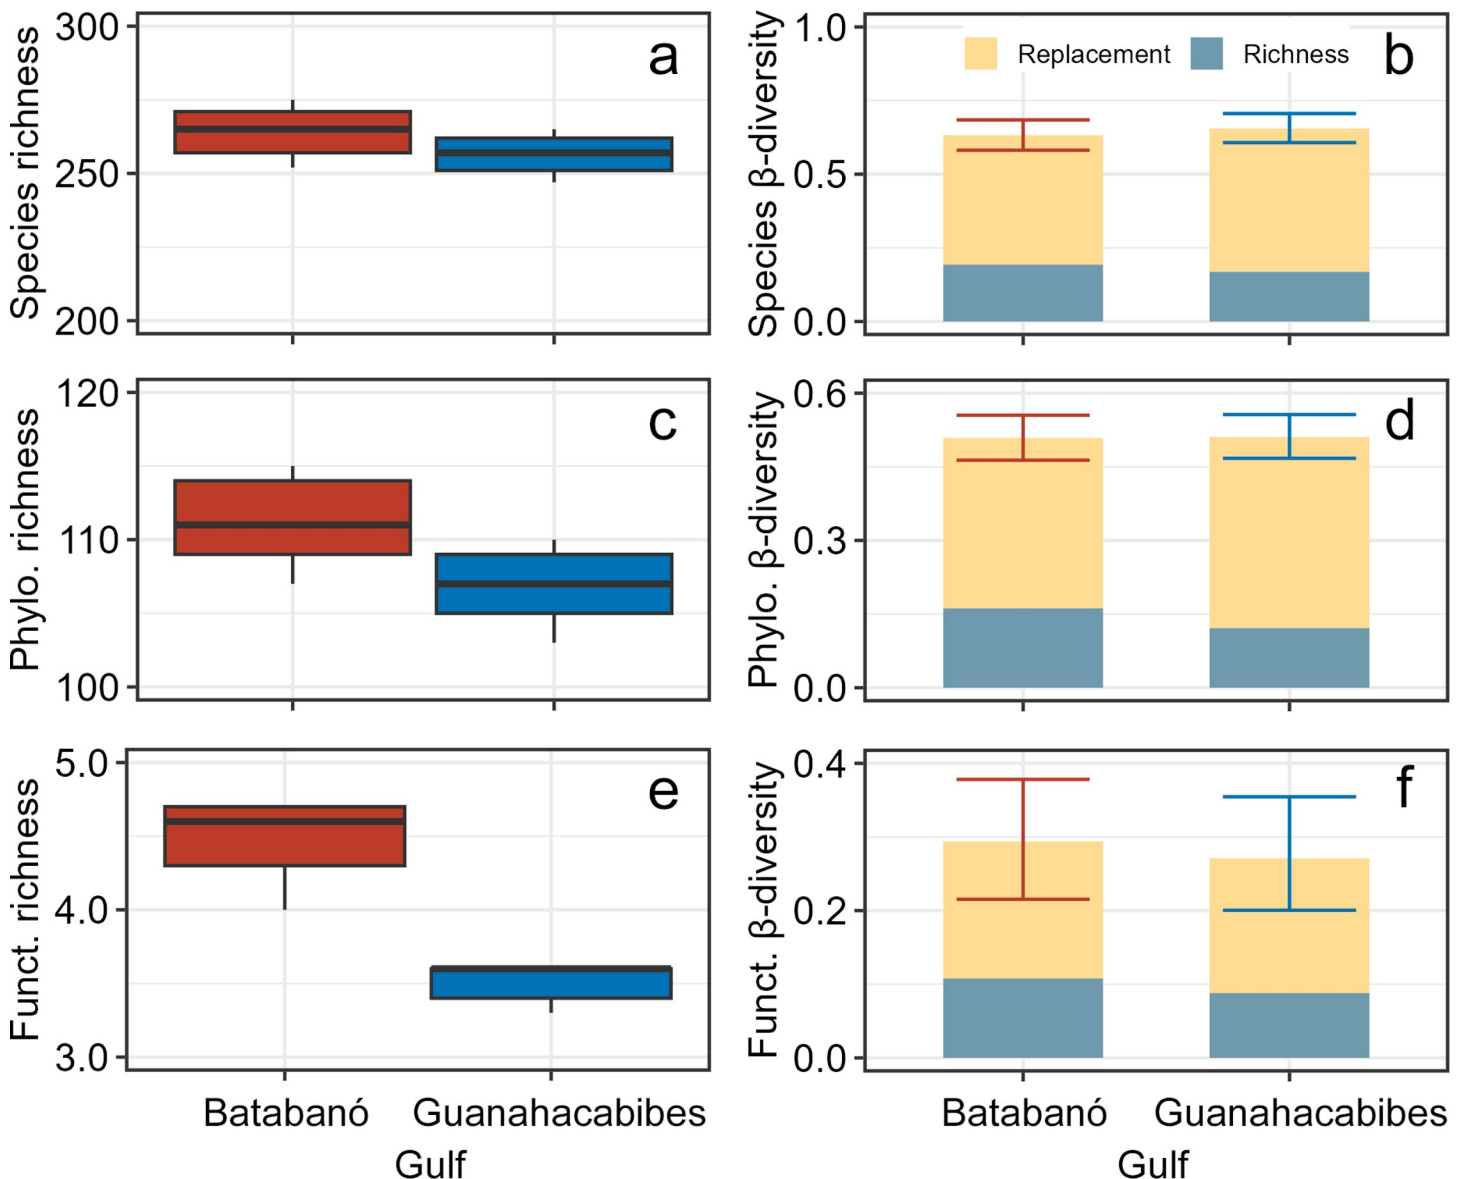 Species richness
300
250
200
a
Species β-diversity
1.0
0.5
0.0
Replacement
Richness
b
Phylo. richness
120
110
100
c
Phylo. β-diversity
0.6
0.3
0.0
d
Funct. richness
5.0
4.0
3.0
e
Batabanó
Guanahacabibes
Gulf
Funct. β-diversity
0.4
0.2
0.0
f
Batabanó
Guanahacabibes
Gulf